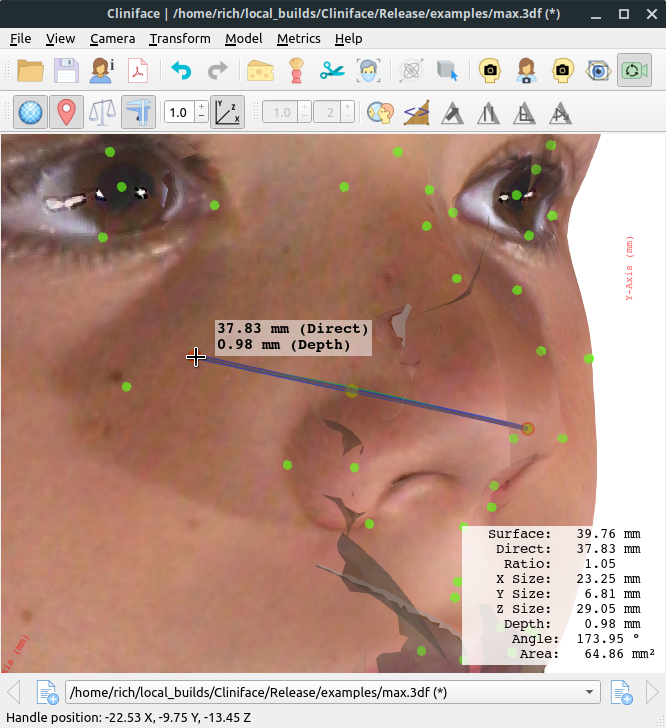 Cliniface | /home/rich/local_builds/Cliniface/Release/examples/max.3df (*)
File View Camera Transform Model Metrics Help
1.0 Y Z X 1.0 2
Y-Axis (mm)
37.83 mm (Direct)
0.98 mm (Depth)
Surface: 39.76 mm
Direct: 37.83 mm
Ratio: 1.05
X Size: 23.25 mm
Y Size: 6.81 mm
Z Size: 29.05 mm
Depth: 0.98 mm
Angle: 173.95 °
Area: 64.86 mm²
xis (mm)
/home/rich/local_builds/Cliniface/Release/examples/max.3df (*)
Handle position: -22.53 X, -9.75 Y, -13.45 Z